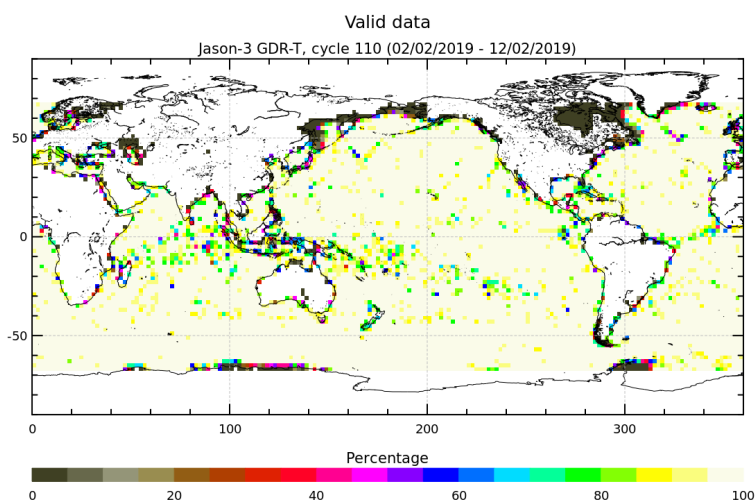 Valid data
Jason-3 GDR-T, cycle 110 (02/02/2019 - 12/02/2019)
50
0
-50
0 100 200 300
Percentage
0 20 40 60 80 100